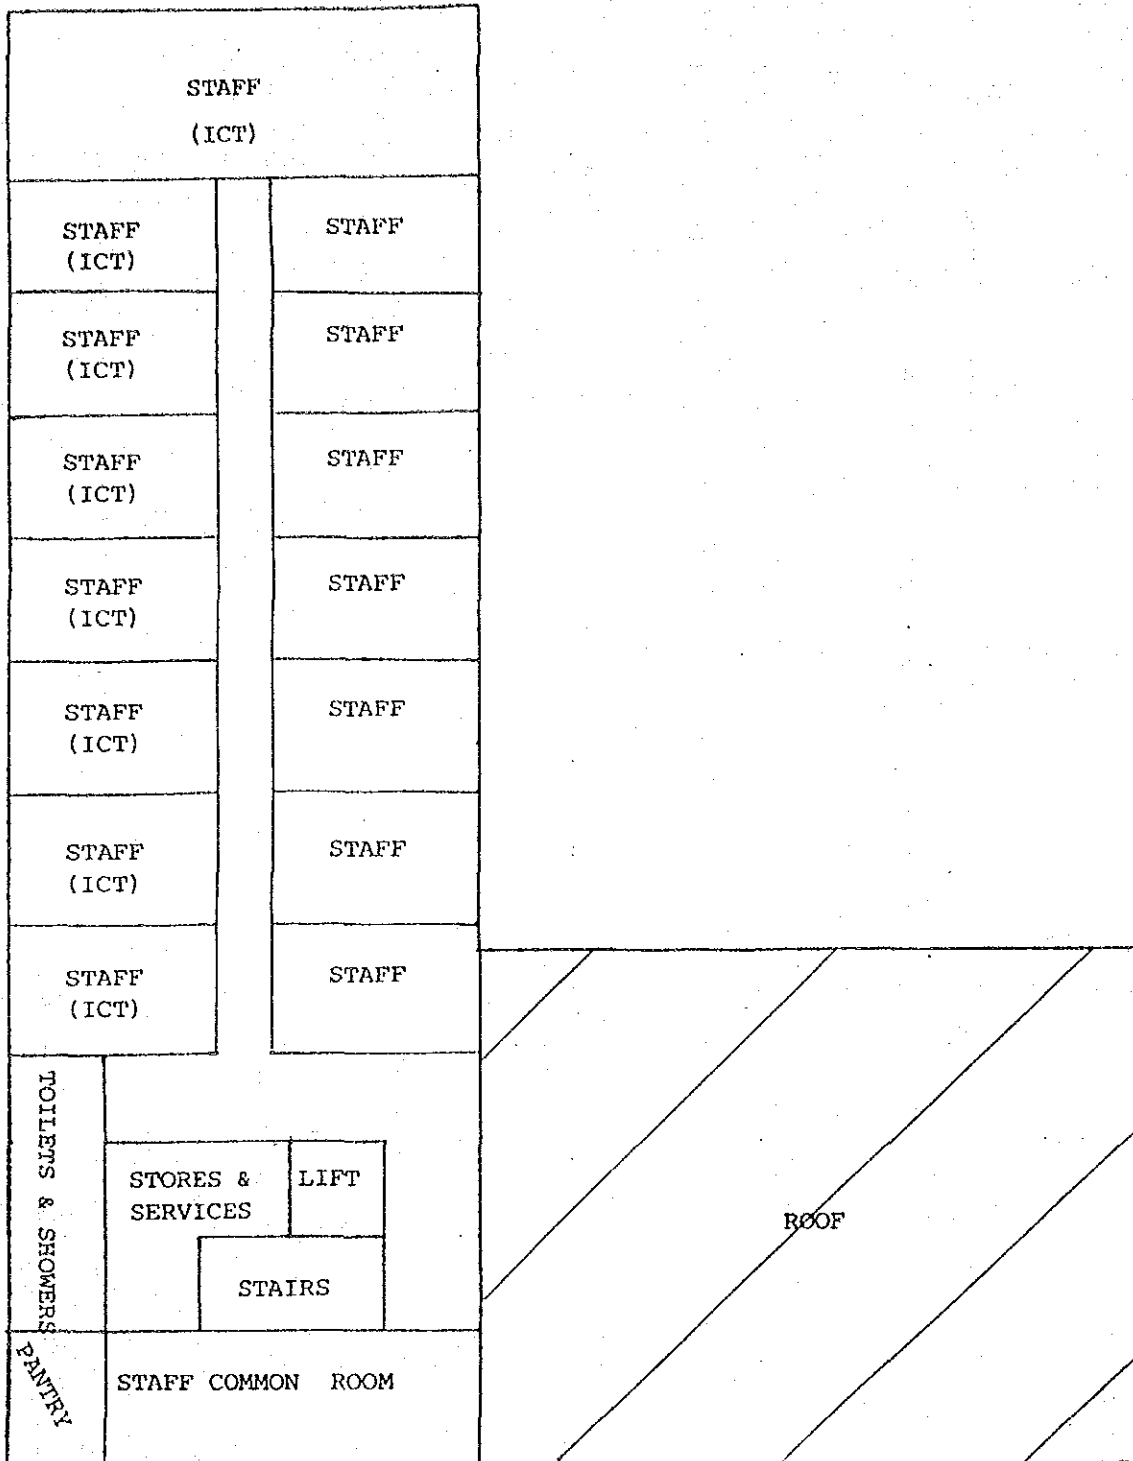 STAFF
(ICT)
STAFF
(ICT)
STAFF
STAFF
(ICT)
STAFF
STAFF
(ICT)
STAFF
STAFF
(ICT)
STAFF
STAFF
(ICT)
STAFF
STAFF
(ICT)
STAFF
STAFF
(ICT)
STAFF
TOILETS & SHOWERS
STORES &
SERVICES
LIFT
STAIRS
ROOF
PANTRY
STAFF COMMON ROOM